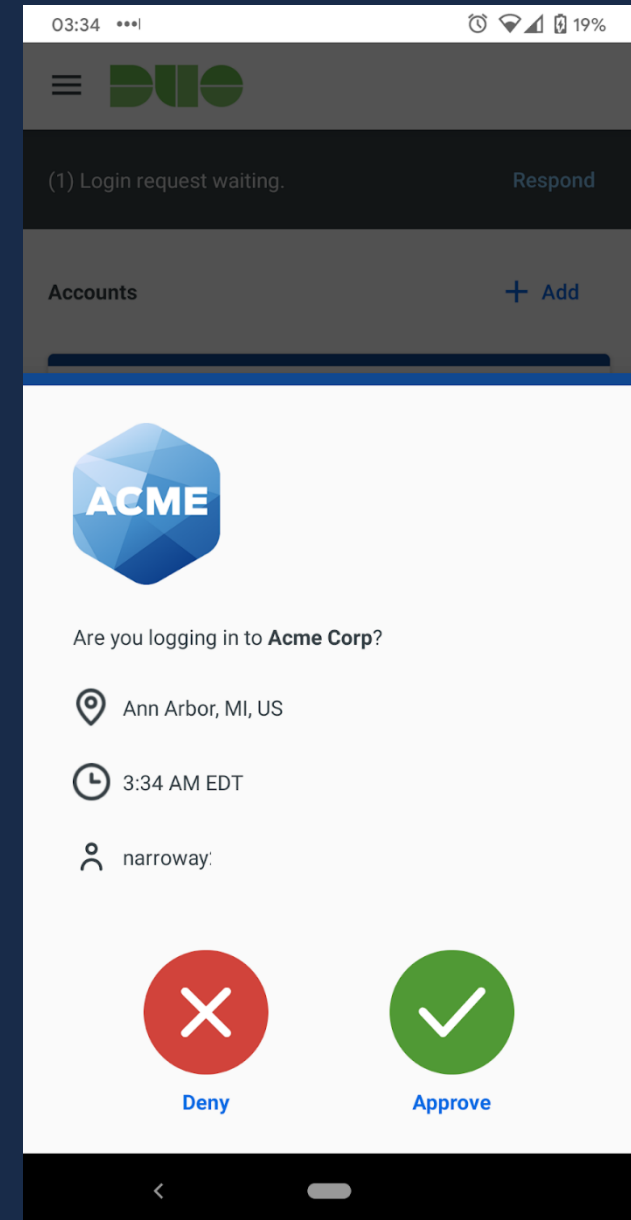 03:34
19%
DUO
(1) Login request waiting.
Respond
Accounts
+ Add
ACME
Are you logging in to Acme Corp?
Ann Arbor, MI, US
3:34 AM EDT
narroway
Deny
Approve